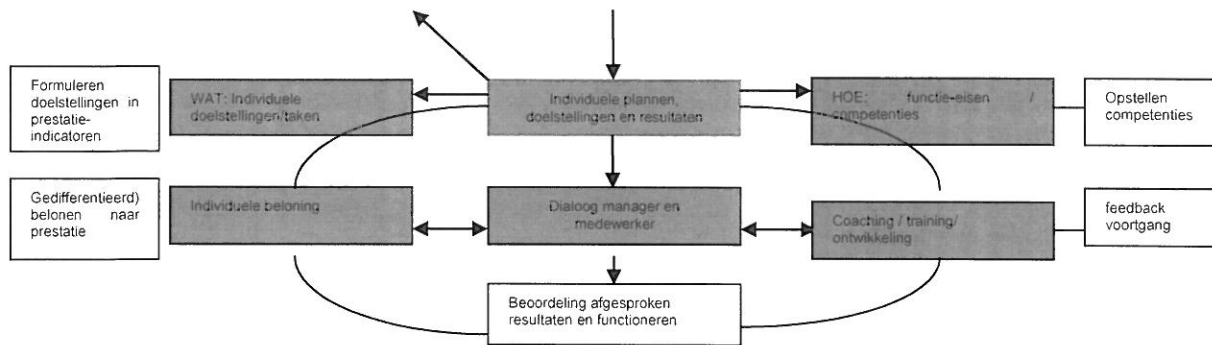 Formuleren
doelstellingen in
prestatie-
indicatoren
WAT: Individuele
doelstellingen/taken
Individuele plannen,
doelstellingen en resultaten
HOE: functie-eisen /
competenties
Opstellen
competenties
Gedifferentieerd)
belonen naar
prestatie
Individuele beloning
Dialoog manager en
medewerker
Coaching / training/
ontwikkeling
feedback
voortgang
Beoordeling afgesproken
resultaten en functioneren